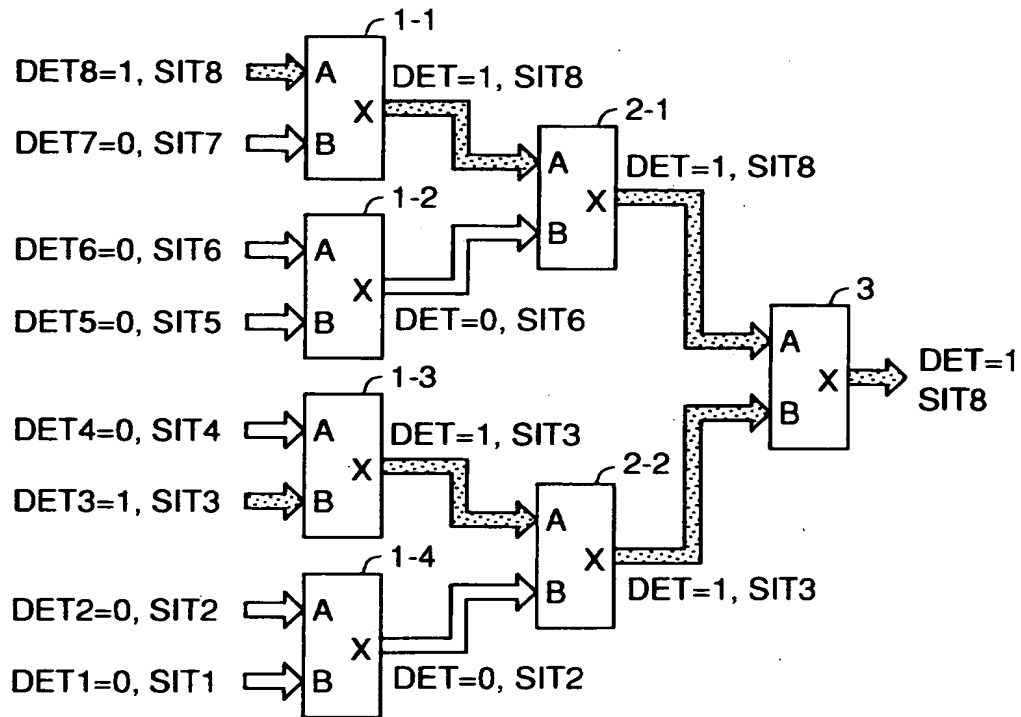 1-1
DET8=1, SIT8
A
DET=1, SIT8
X
DET7=0, SIT7
B
2-1
A
DET=1, SIT8
X
B
1-2
DET6=0, SIT6
A
X
DET5=0, SIT5
B
DET=0, SIT6
3
A
X
DET=1
SIT8
B
1-3
DET4=0, SIT4
A
DET=1, SIT3
X
DET3=1, SIT3
B
2-2
A
X
B
DET=1, SIT3
1-4
DET2=0, SIT2
A
X
DET1=0, SIT1
B
DET=0, SIT2